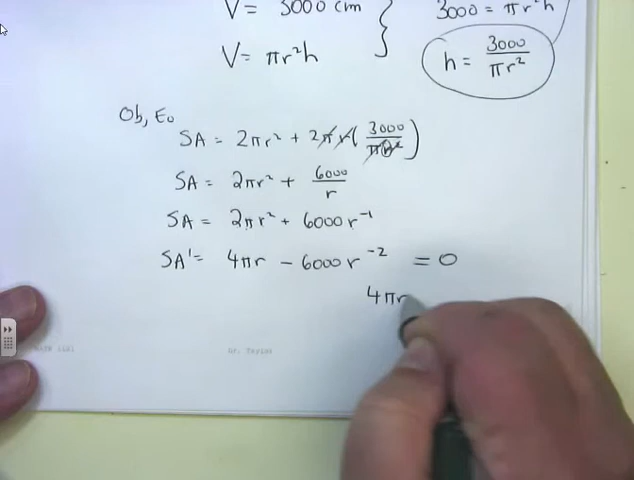 V = 3000 cm
V = πr²h
3000 = πr²h
h = 3000/πr²
Ob, Eo
SA = 2πr² + 2πr(3000/πr²)
SA = 2πr² + 6000/r
SA = 2πr² + 6000r⁻¹
SA' = 4πr - 6000r⁻² = 0
4πr